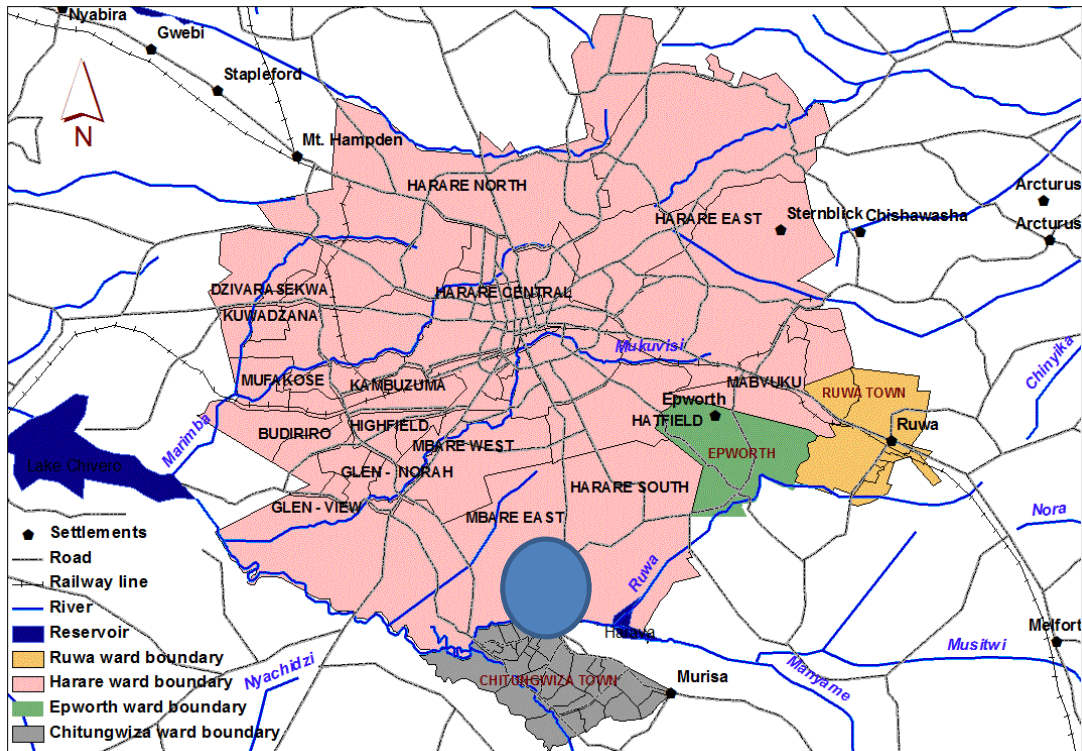 Nyabira
Gwebi
Stapleford
N
Mt. Hampden
HARARE NORTH
Arcturus
HARARE EAST
Sternblick
Chishawasha
Arcturus
DZIVARASEKWA
HARARE CENTRAL
KUWADZANA
Mukuvisi
Chinyika
MUFAKOSE
KAMBUZUMA
MABVUKU
RUWA TOWN
Epworth
HATFIELD
Ruwa
BUDIRIRO
HIGHFIELD
MBARE WEST
EPWORTH
Marimba
Lake Chivero
GLEN - NORAH
HARARE SOUTH
GLEN - VIEW
MBARE EAST
Nora
Ruwa
Settlements
Road
Railway line
River
Reservoir
Ruwa ward boundary
Harare ward boundary
Epworth ward boundary
Chitungwiza ward boundary
Melfort
Musitwi
Manyame
Nyachidzi
CHITUNGWIZA TOWN
Murisa